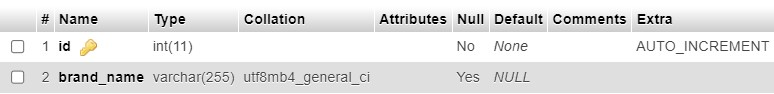 # Name Type Collation Attributes Null Default Comments Extra
1 id int(11) No None AUTO_INCREMENT
2 brand_name varchar(255) utf8mb4_general_ci Yes NULL